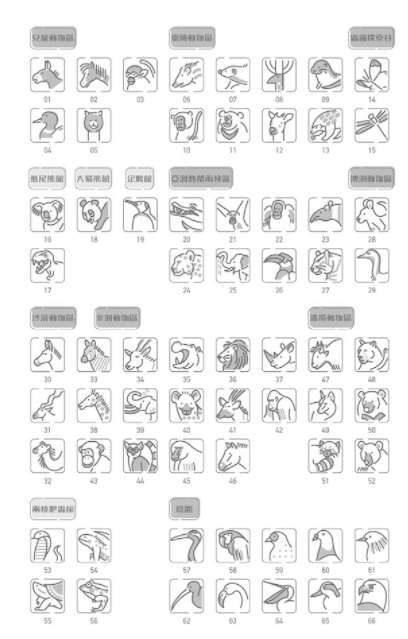 兒童動物區 臺灣動物區 蟲蟲探索谷
01 02 03 06 07 08 09 14
04 05 10 11 12 13 15
無尾熊館 大貓熊館 企鵝館 亞洲熱帶雨林區 澳洲動物區
16 18 19 20 21 22 23 28
17 24 25 26 27 29
沙漠動物區 非洲動物區 溫帶動物區
30 33 34 35 36 37 47 48
31 38 39 40 41 42 49 50
32 43 44 45 46 51 52
兩棲爬蟲館 鳥園
53 54 57 58 59 60 61
55 56 62 63 64 65 66